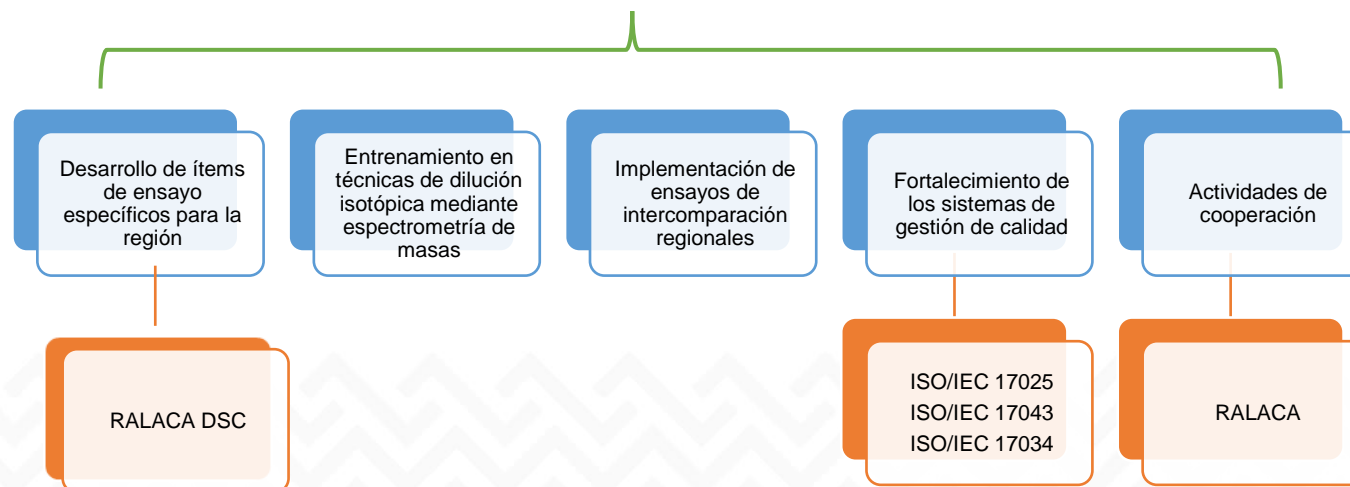 Desarrollo de ítems
de ensayo
específicos para la
región
Entrenamiento en
técnicas de dilución
isotópica mediante
espectrometría de
masas
Implementación de
ensayos de
intercomparación
regionales
Fortalecimiento de
los sistemas de
gestión de calidad
Actividades de
cooperación
RALACA DSC
ISO/IEC 17025
ISO/IEC 17043
ISO/IEC 17034
RALACA